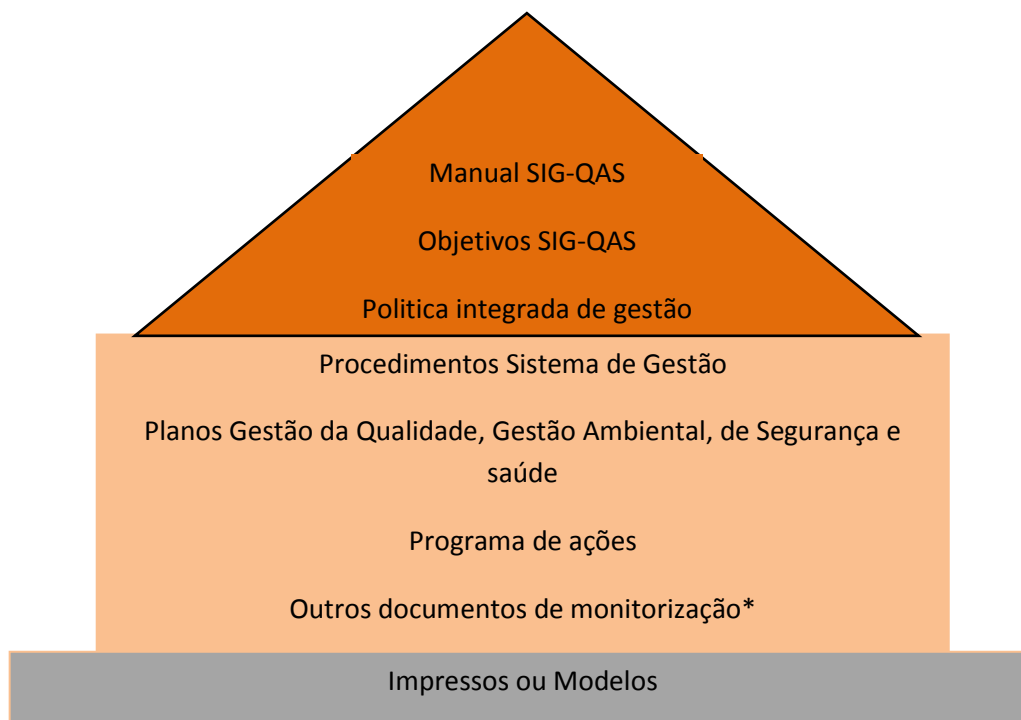 Manual SIG-QAS
Objetivos SIG-QAS
Politica integrada de gestão
Procedimentos Sistema de Gestão
Planos Gestão da Qualidade, Gestão Ambiental, de Segurança e
saúde
Programa de ações
Outros documentos de monitorização*
Impressos ou Modelos